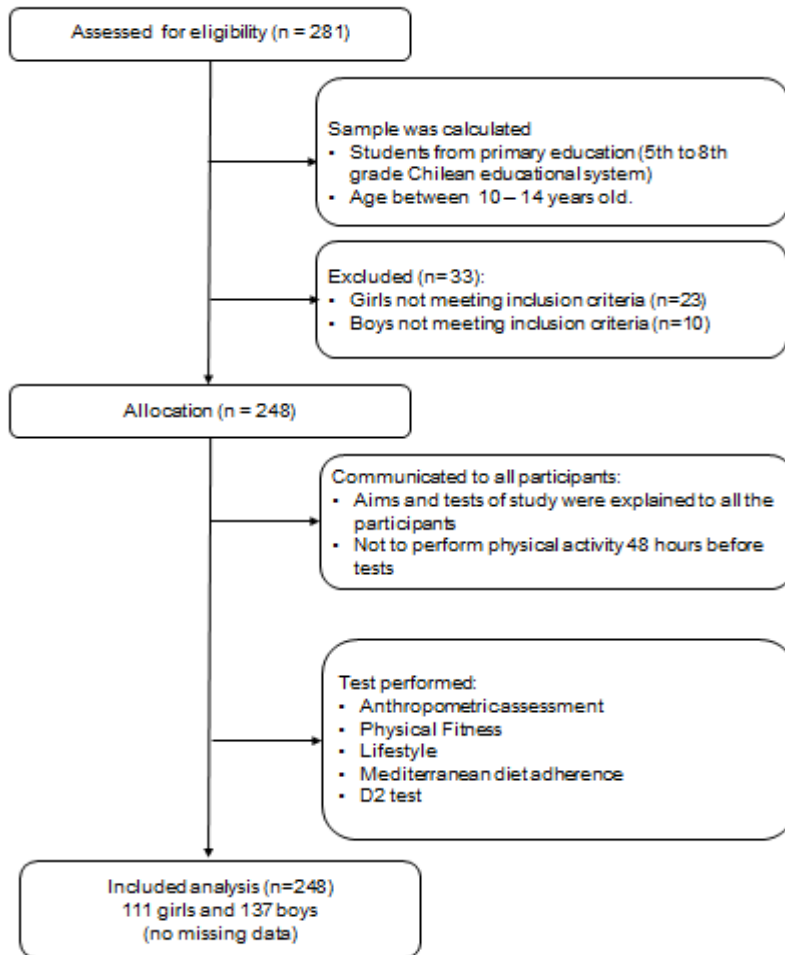 Assessed for eligibility (n = 281)
Sample was calculated
• Students from primary education (5th to 8th
grade Chilean educational system)
• Age between 10 – 14 years old.
Excluded (n=33):
• Girls not meeting inclusion criteria (n=23)
• Boys not meeting inclusion criteria (n=10)
Allocation (n = 248)
Communicated to all participants:
• Aims and tests of study were explained to all the
participants
• Not to perform physical activity 48 hours before
tests
Test performed:
• Anthropometric assessment
• Physical Fitness
• Lifestyle
• Mediterranean diet adherence
• D2 test
Included analysis (n=248)
111 girls and 137 boys
(no missing data)